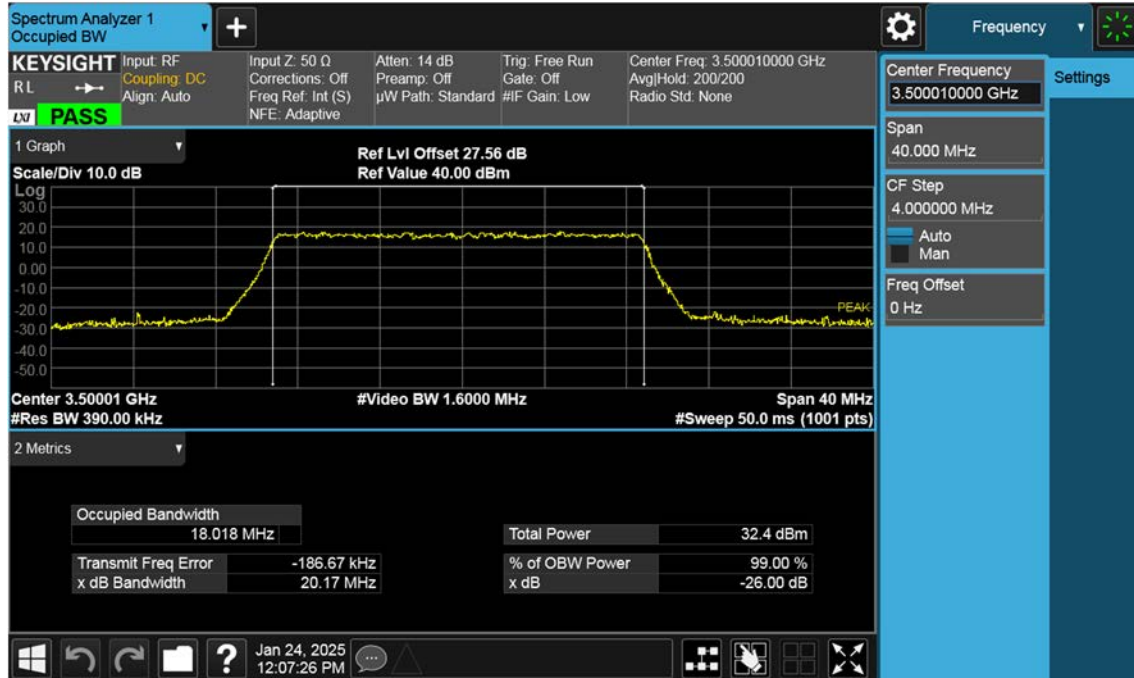 Spectrum Analyzer 1
Occupied BW
+
Frequency
KEYSIGHT
R L
LXI
PASS
Input: RF
Coupling: DC
Align: Auto
Input Z: 50 Ω
Corrections: Off
Freq Ref: Int (S)
NFE: Adaptive
Atten: 14 dB
Preamp: Off
µW Path: Standard
Trig: Free Run
Gate: Off
#IF Gain: Low
Center Freq: 3.500010000 GHz
Avg|Hold: 200/200
Radio Std: None
1 Graph
Scale/Div 10.0 dB
Ref Lvl Offset 27.56 dB
Ref Value 40.00 dBm
Log
30.0
20.0
10.0
0.00
-10.0
-20.0
-30.0
-40.0
-50.0
PEAK
Center 3.50001 GHz
#Video BW 1.6000 MHz
Span 40 MHz
#Res BW 390.00 kHz
#Sweep 50.0 ms (1001 pts)
2 Metrics
Occupied Bandwidth
18.018 MHz
Total Power 32.4 dBm
Transmit Freq Error -186.67 kHz
% of OBW Power 99.00 %
x dB Bandwidth 20.17 MHz
x dB -26.00 dB
?
Jan 24, 2025
12:07:26 PM
Center Frequency
3.500010000 GHz
Settings
Span
40.000 MHz
CF Step
4.000000 MHz
Auto
Man
Freq Offset
0 Hz